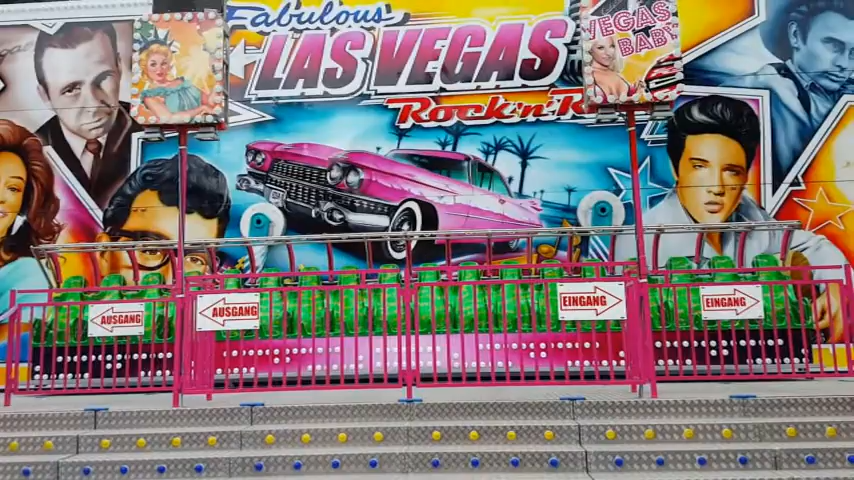 Fabulous
LAS VEGAS
VEGAS
BABY!
AUSGANG
AUSGANG
EINGANG
EINGANG